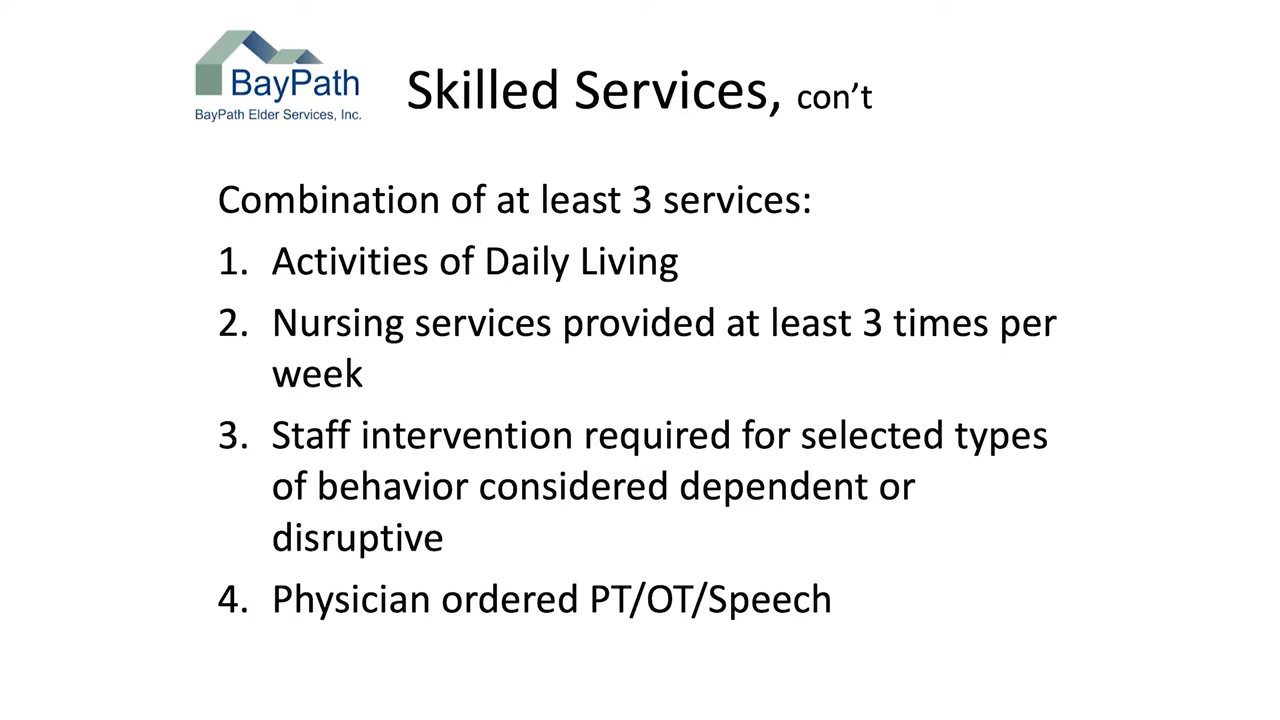 BayPath
BayPath Elder Services, Inc.
Skilled Services, con’t
Combination of at least 3 services:
1. Activities of Daily Living
2. Nursing services provided at least 3 times per
week
3. Staff intervention required for selected types
of behavior considered dependent or
disruptive
4. Physician ordered PT/OT/Speech